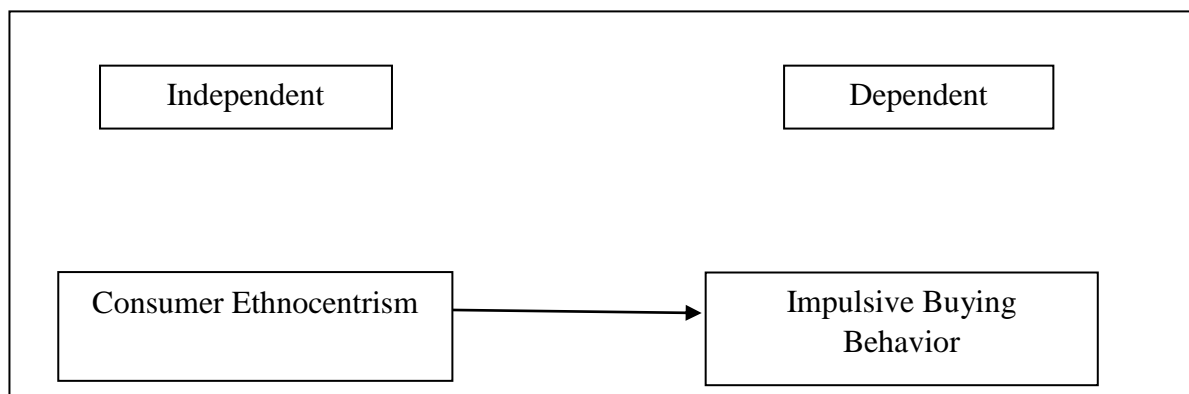 Independent
Dependent
Consumer Ethnocentrism
Impulsive Buying
Behavior